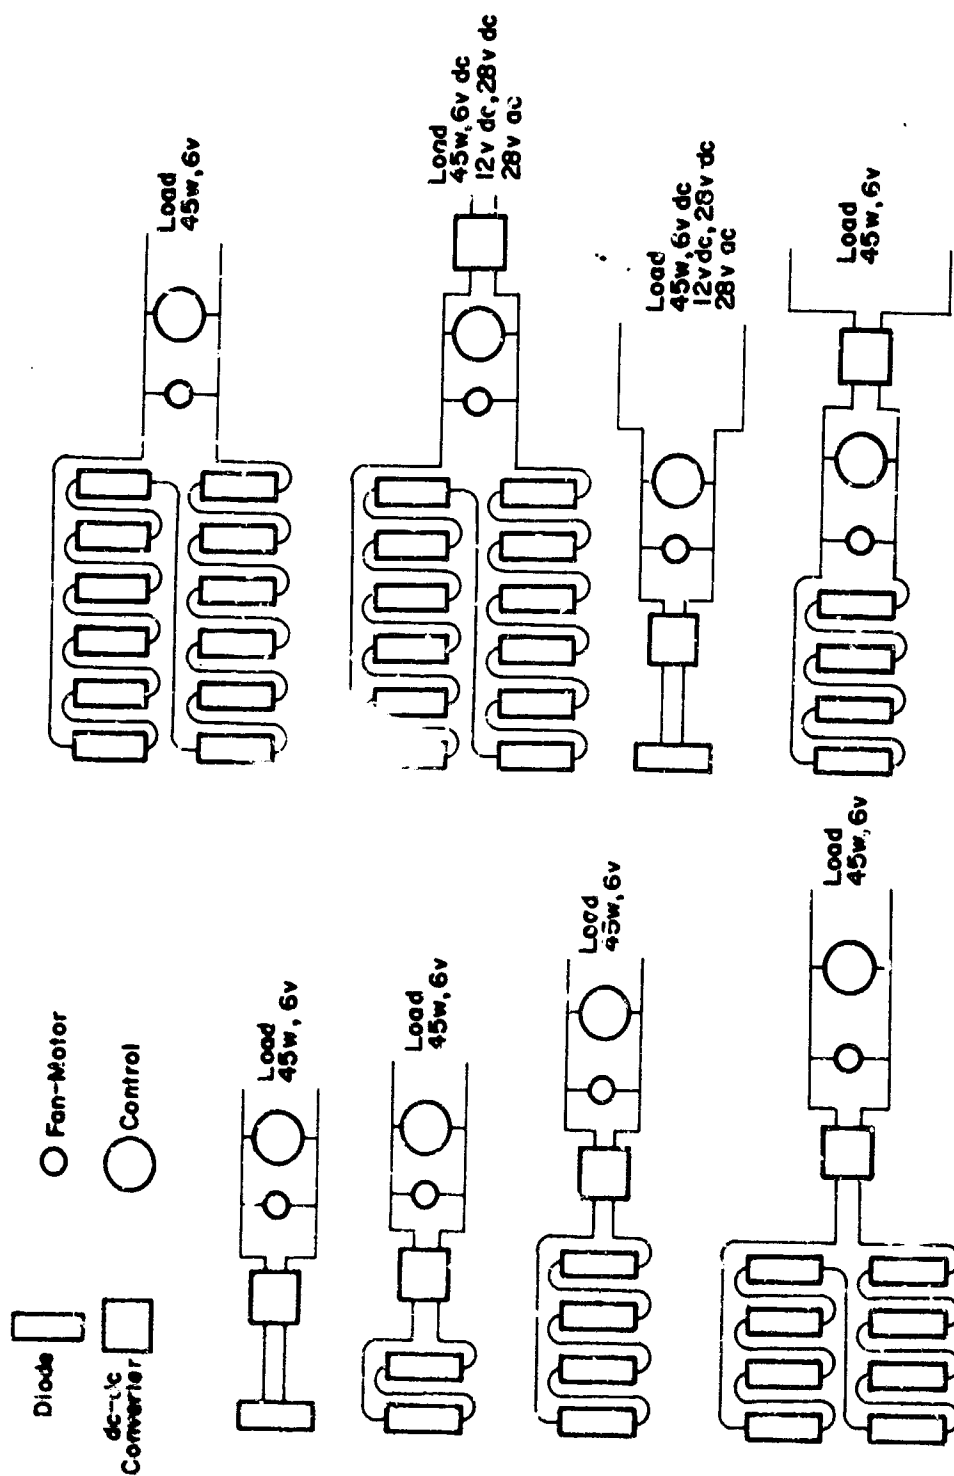 Diode
dc-dc
Converter
Fan-Motor
Control
Load
45w, 6v
Load
45w, 6v
Load
45w, 6v
Load
45w, 6v
Load
45w, 6v
Load
45w, 6v dc
12v dc, 28v dc
28v ac
Load
45w, 6v dc
12v dc, 28v dc
28v ac
Load
45w, 6v